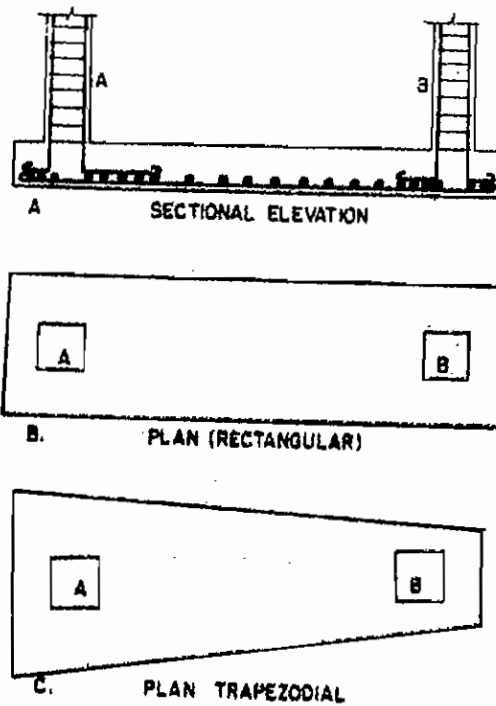 A B
A SECTIONAL ELEVATION
A B
B. PLAN (RECTANGULAR)
A B
C. PLAN TRAPEZODIAL